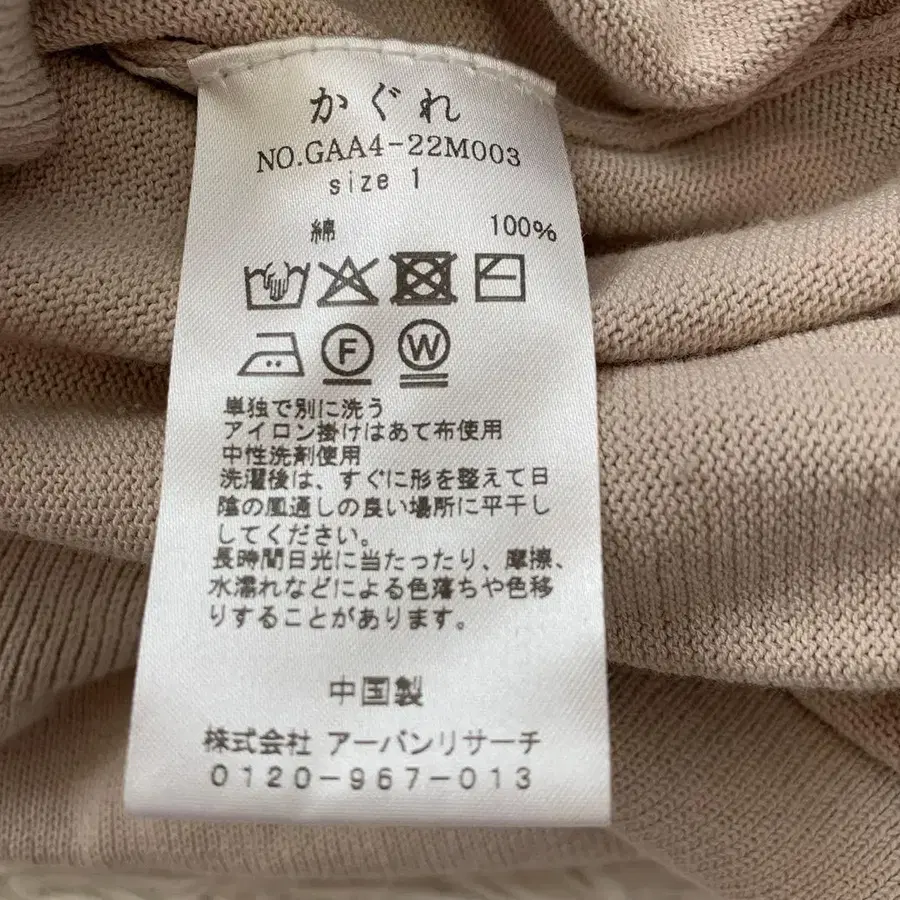 かぐれ
NO.GAA4-22M003
size 1
綿 100%
F W
単独で別に洗う
アイロン掛けはあて布使用
中性洗剤使用
洗濯後は、すぐに形を整えて日
陰の風通しの良い場所に平干し
してください。
長時間日光に当たったり、摩擦、
水濡れなどによる色落ちや色移
りすることがあります。
中国製
株式会社 アーバンリサーチ
0120-967-013